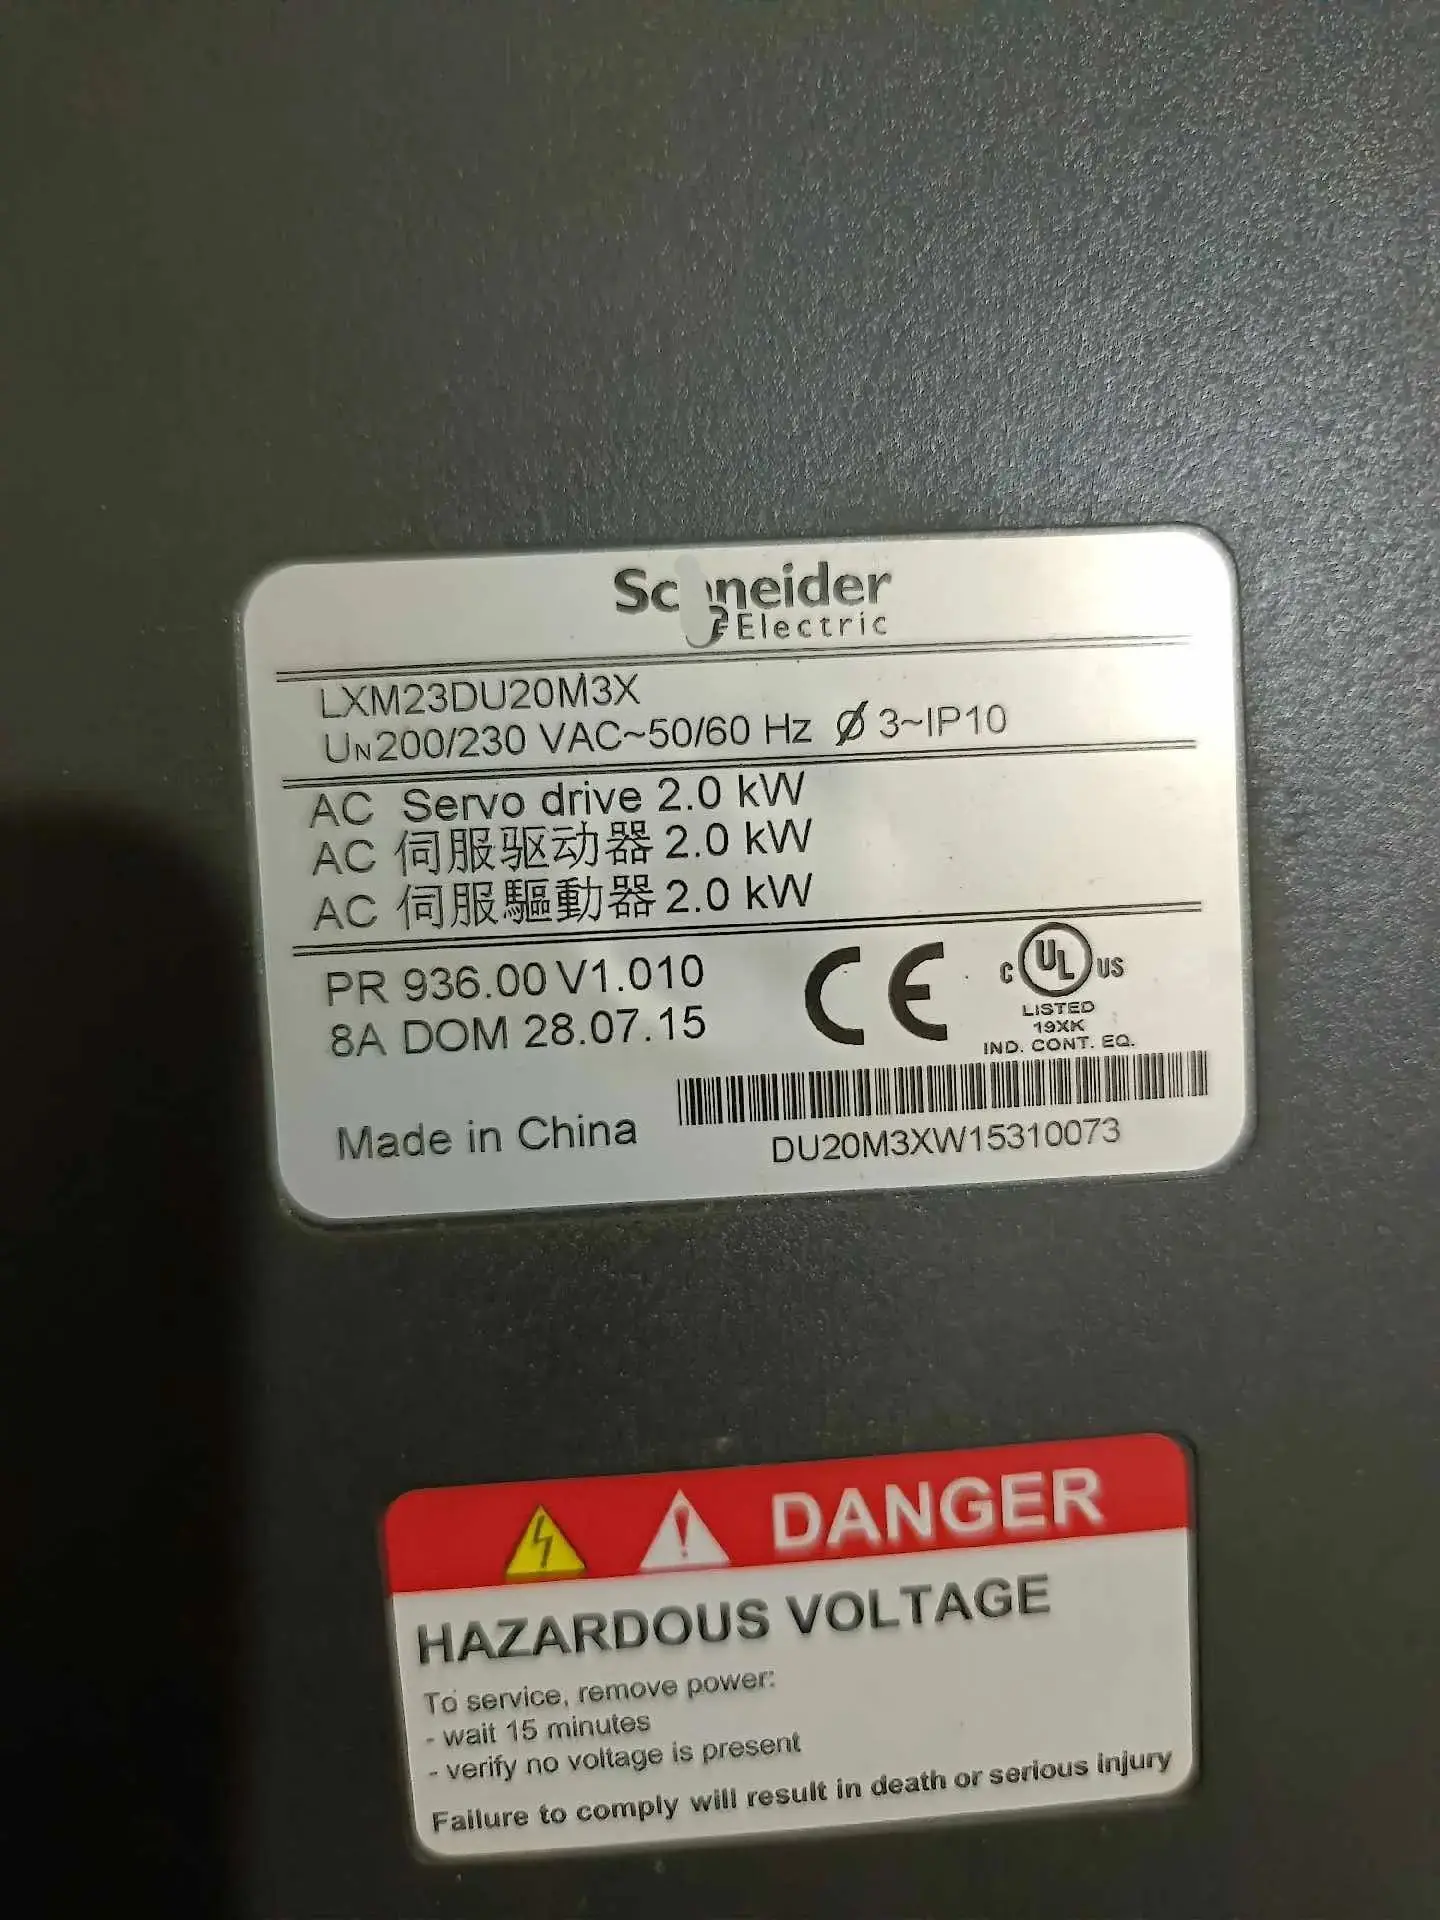 Schneider
Electric
LXM23DU20M3X
UN200/230 VAC~50/60 Hz Ø 3~IP10
AC Servo drive 2.0 kW
AC 伺服驱动器 2.0 kW
AC 伺服驅動器 2.0 kW
PR 936.00 V1.010
8A DOM 28.07.15
CE
C UL US
LISTED
19XK
IND. CONT. EQ.
Made in China
DU20M3XW15310073
DANGER
HAZARDOUS VOLTAGE
To service, remove power:
- wait 15 minutes
- verify no voltage is present
Failure to comply will result in death or serious injury